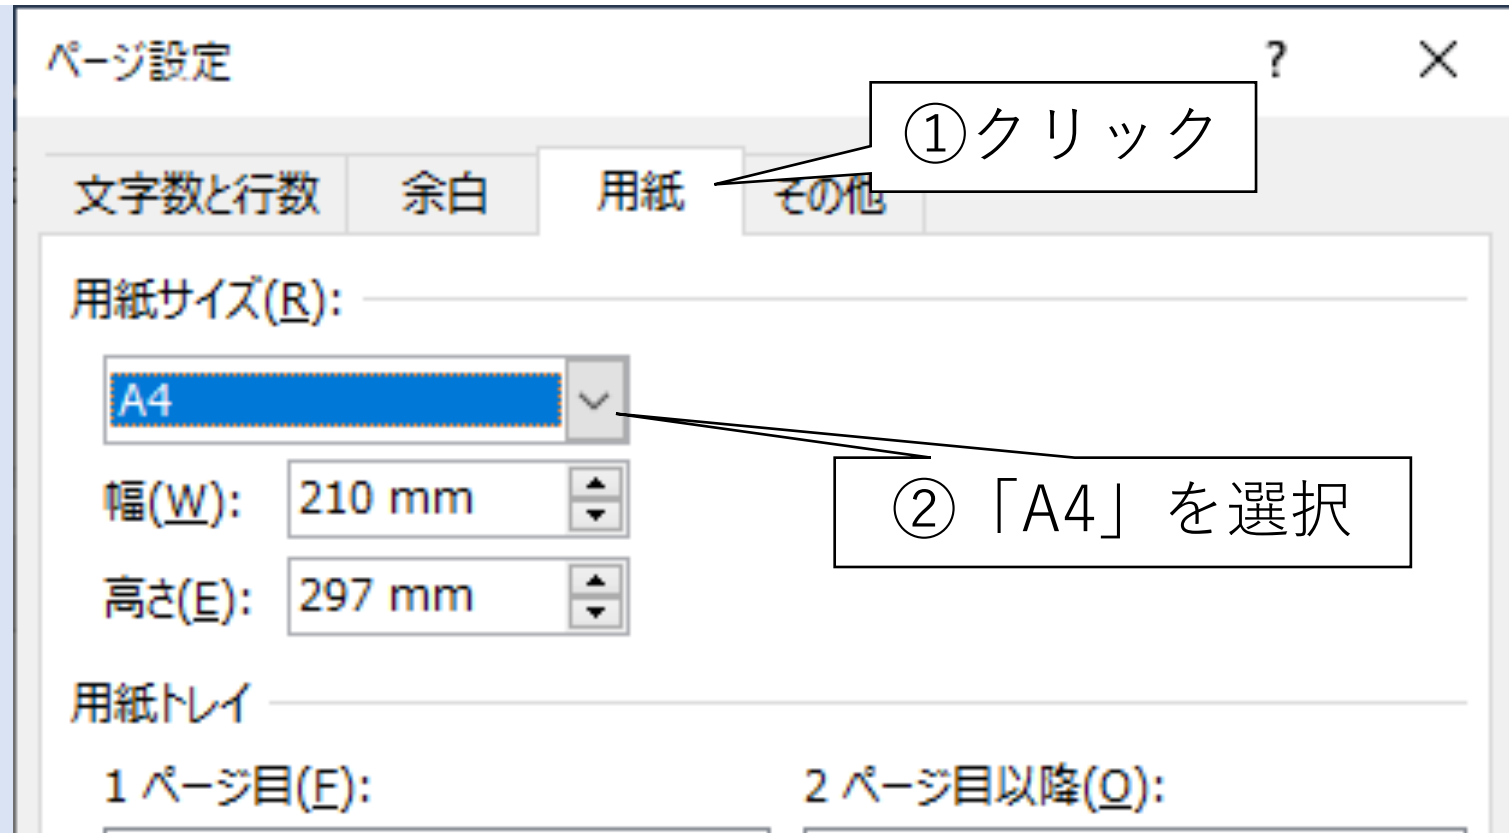 ページ設定 ?
①クリック
文字数と行数 余白 用紙 その他
用紙サイズ(R):
A4
幅(W): 210 mm
②「A4」を選択
高さ(E): 297 mm
用紙トレイ
1 ページ目(F): 2 ページ目以降(O):